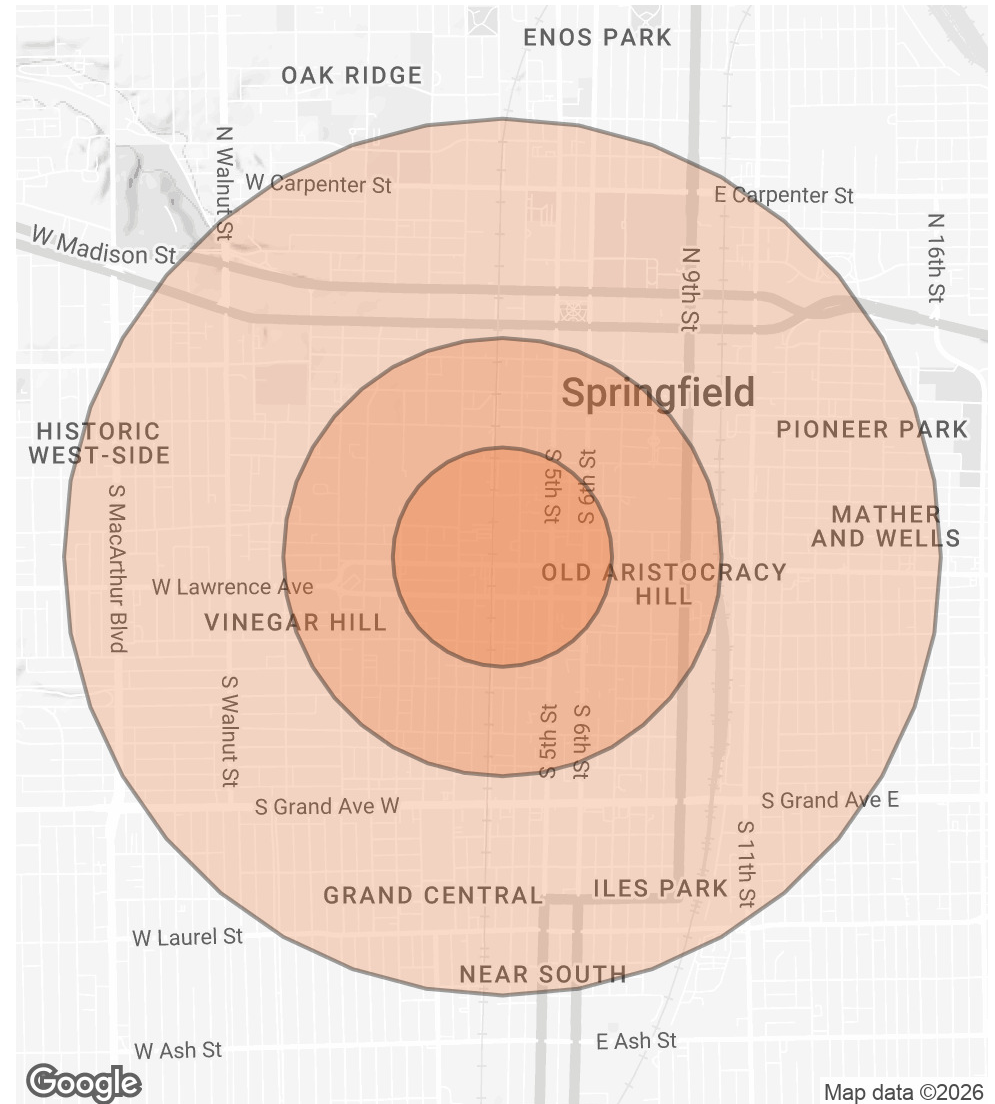 ENOS PARK
OAK RIDGE
N Walnut St
W Carpenter St
E Carpenter St
W Madison St
N 16th St
N 9th St
Springfield
HISTORIC
WEST-SIDE
PIONEER PARK
S 5th St
S 6th St
S MacArthur Blvd
MATHER
AND WELLS
W Lawrence Ave
OLD ARISTOCRACY
HILL
VINEGAR HILL
S Walnut St
S 5th St
S 6th St
S Grand Ave W
S Grand Ave E
S 11th St
GRAND CENTRAL
ILES PARK
W Laurel St
NEAR SOUTH
W Ash St
E Ash St
Google
Map data ©2026